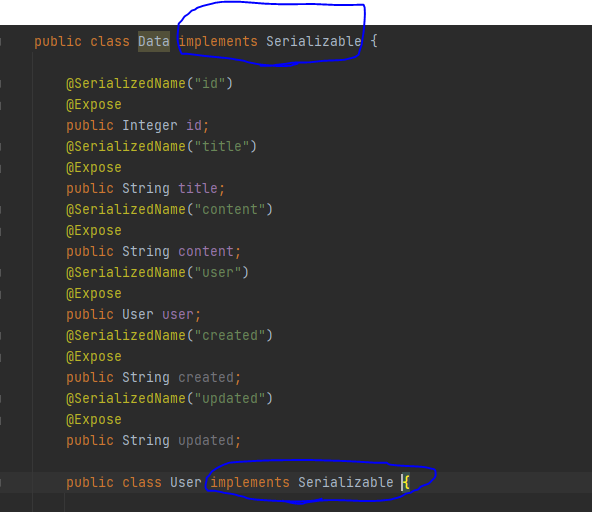 public class Data implements Serializable {
@SerializedName("id")
@Expose
public Integer id;
@SerializedName("title")
@Expose
public String title;
@SerializedName("content")
@Expose
public String content;
@SerializedName("user")
@Expose
public User user;
@SerializedName("created")
@Expose
public String created;
@SerializedName("updated")
@Expose
public String updated;
public class User implements Serializable {